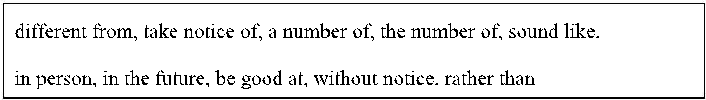 different from, take notice of, a number of, the number of, sound like.
in person, in the future, be good at, without notice. rather than